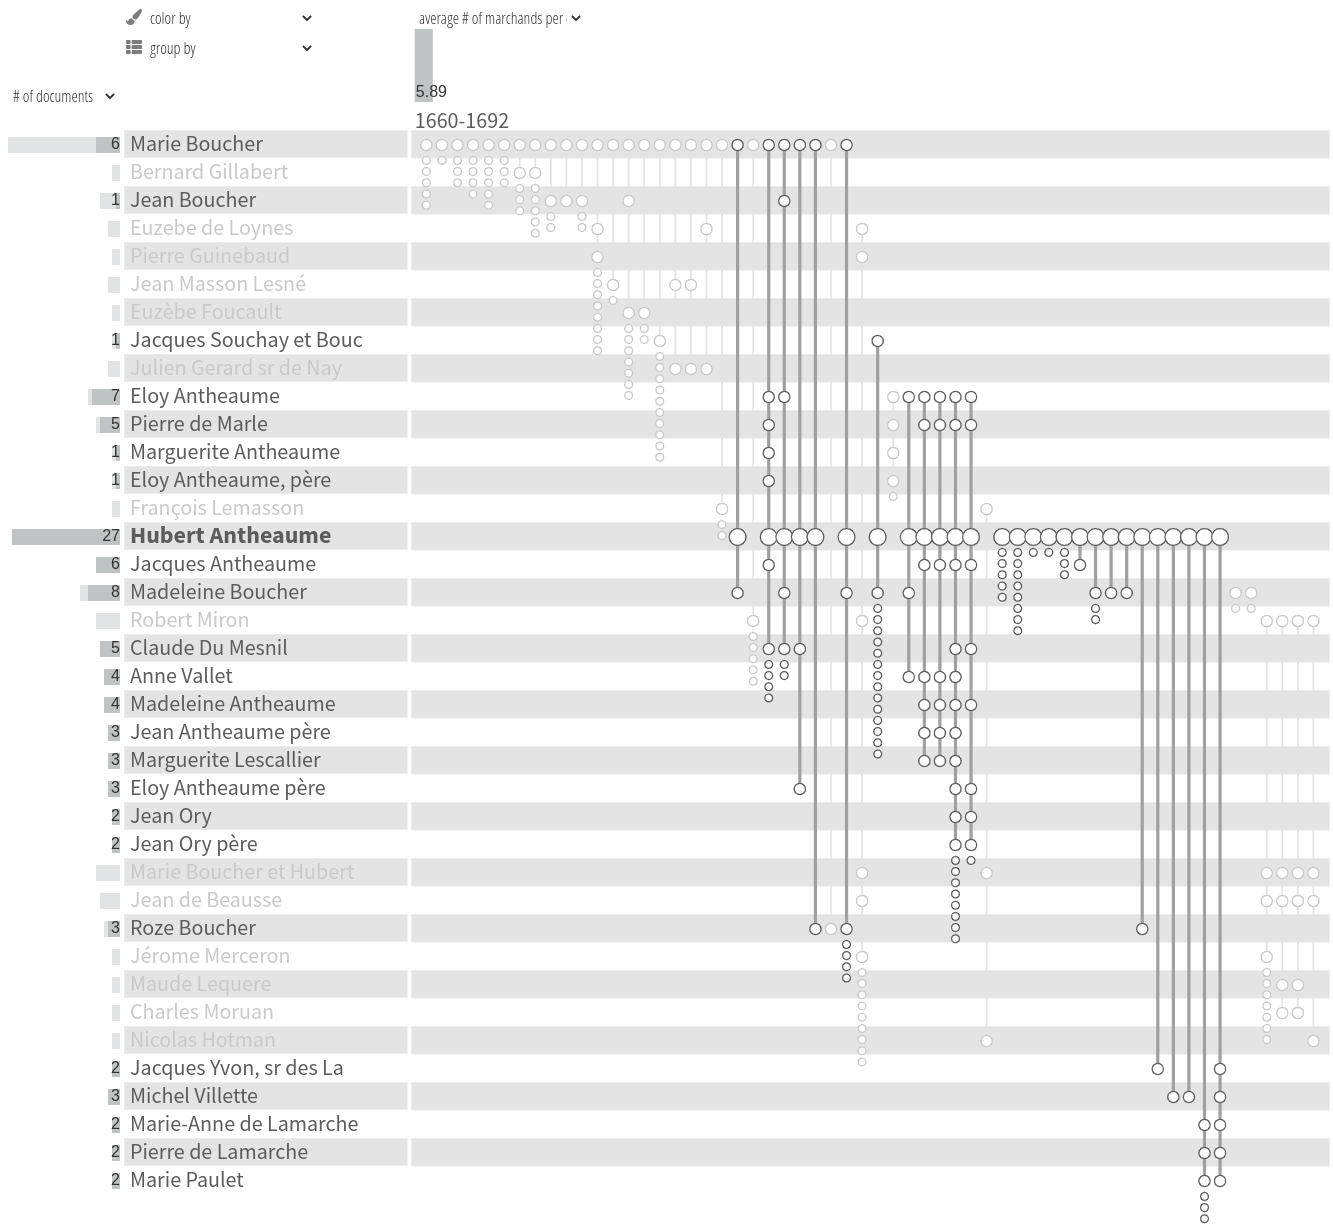 color by
average # of marchands per
group by
5.89
# of documents
1660-1692
6 Marie Boucher
Bernard Gillabert
1 Jean Boucher
Euzebe de Loynes
Pierre Guinebaud
Jean Masson Lesné
Euzèbe Foucault
1 Jacques Souchay et Bouc
Julien Gerard sr de Nay
7 Eloy Antheaume
5 Pierre de Marle
1 Marguerite Antheaume
1 Eloy Antheaume, père
François Lemasson
27 Hubert Antheaume
6 Jacques Antheaume
8 Madeleine Boucher
Robert Miron
5 Claude Du Mesnil
4 Anne Vallet
4 Madeleine Antheaume
3 Jean Antheaume père
3 Marguerite Lescallier
3 Eloy Antheaume père
2 Jean Ory
2 Jean Ory père
Marie Boucher et Hubert
Jean de Beausse
3 Roze Boucher
Jérome Merceron
Maude Lequere
Charles Moruan
Nicolas Hotman
2 Jacques Yvon, sr des La
3 Michel Villette
2 Marie-Anne de Lamarche
2 Pierre de Lamarche
2 Marie Paulet